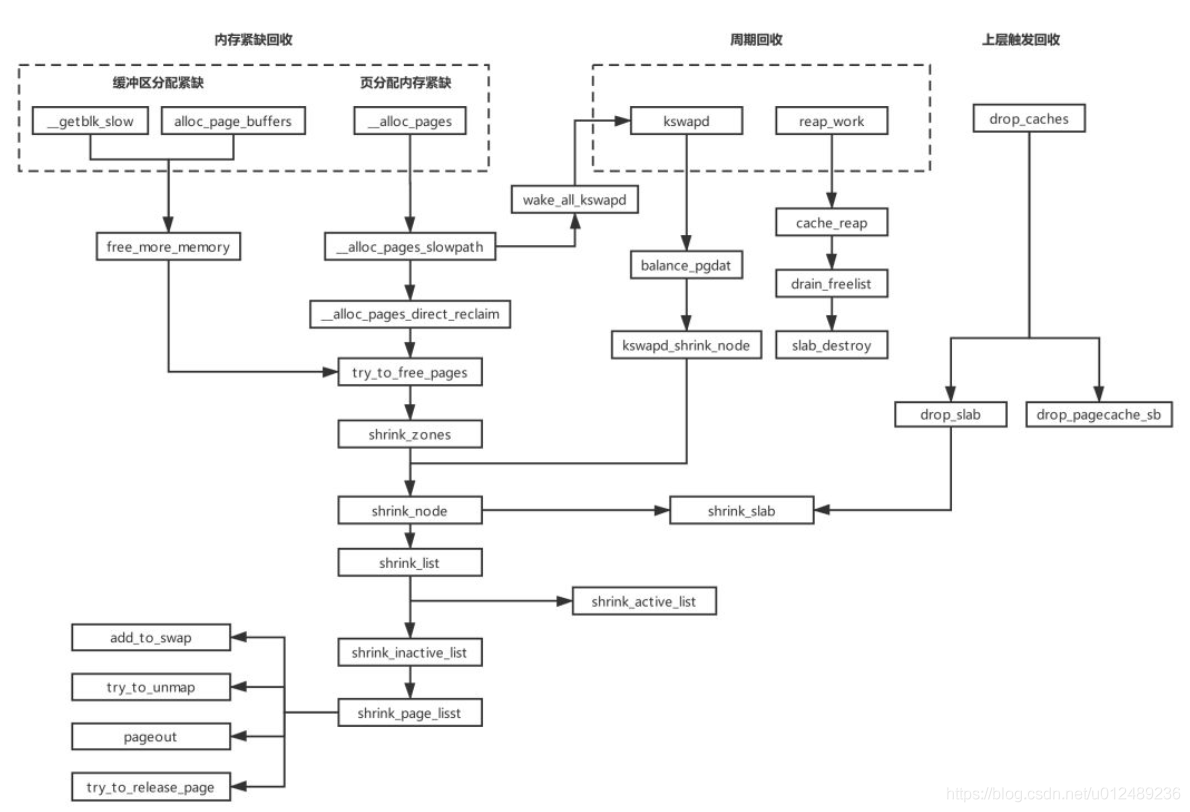 内存紧缺回收
周期回收
上层触发回收
缓冲区分配紧缺
页分配内存紧缺
__getblk_slow
alloc_page_buffers
__alloc_pages
kswapd
reap_work
drop_caches
wake_all_kswapd
free_more_memory
__alloc_pages_slowpath
cache_reap
balance_pgdat
drain_freelist
__alloc_pages_direct_reclaim
kswapd_shrink_node
slab_destroy
try_to_free_pages
drop_slab
drop_pagecache_sb
shrink_zones
shrink_node
shrink_slab
shrink_list
shrink_active_list
add_to_swap
shrink_inactive_list
try_to_unmap
shrink_page_lisst
pageout
try_to_release_page
https://blog.csdn.net/u012489236